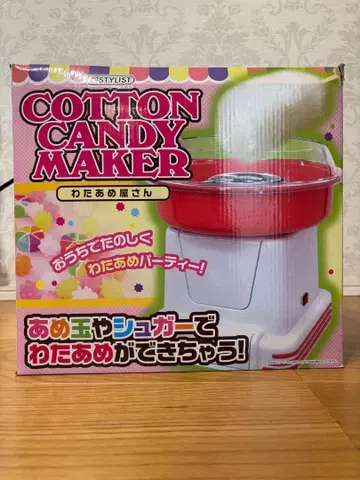 STYLIST
COTTON
CANDY
MAKER
わたあめ屋さん
おうちでたのしく
わたあめパーティー!
あめ玉やシュガーで
わたあめができちゃう!